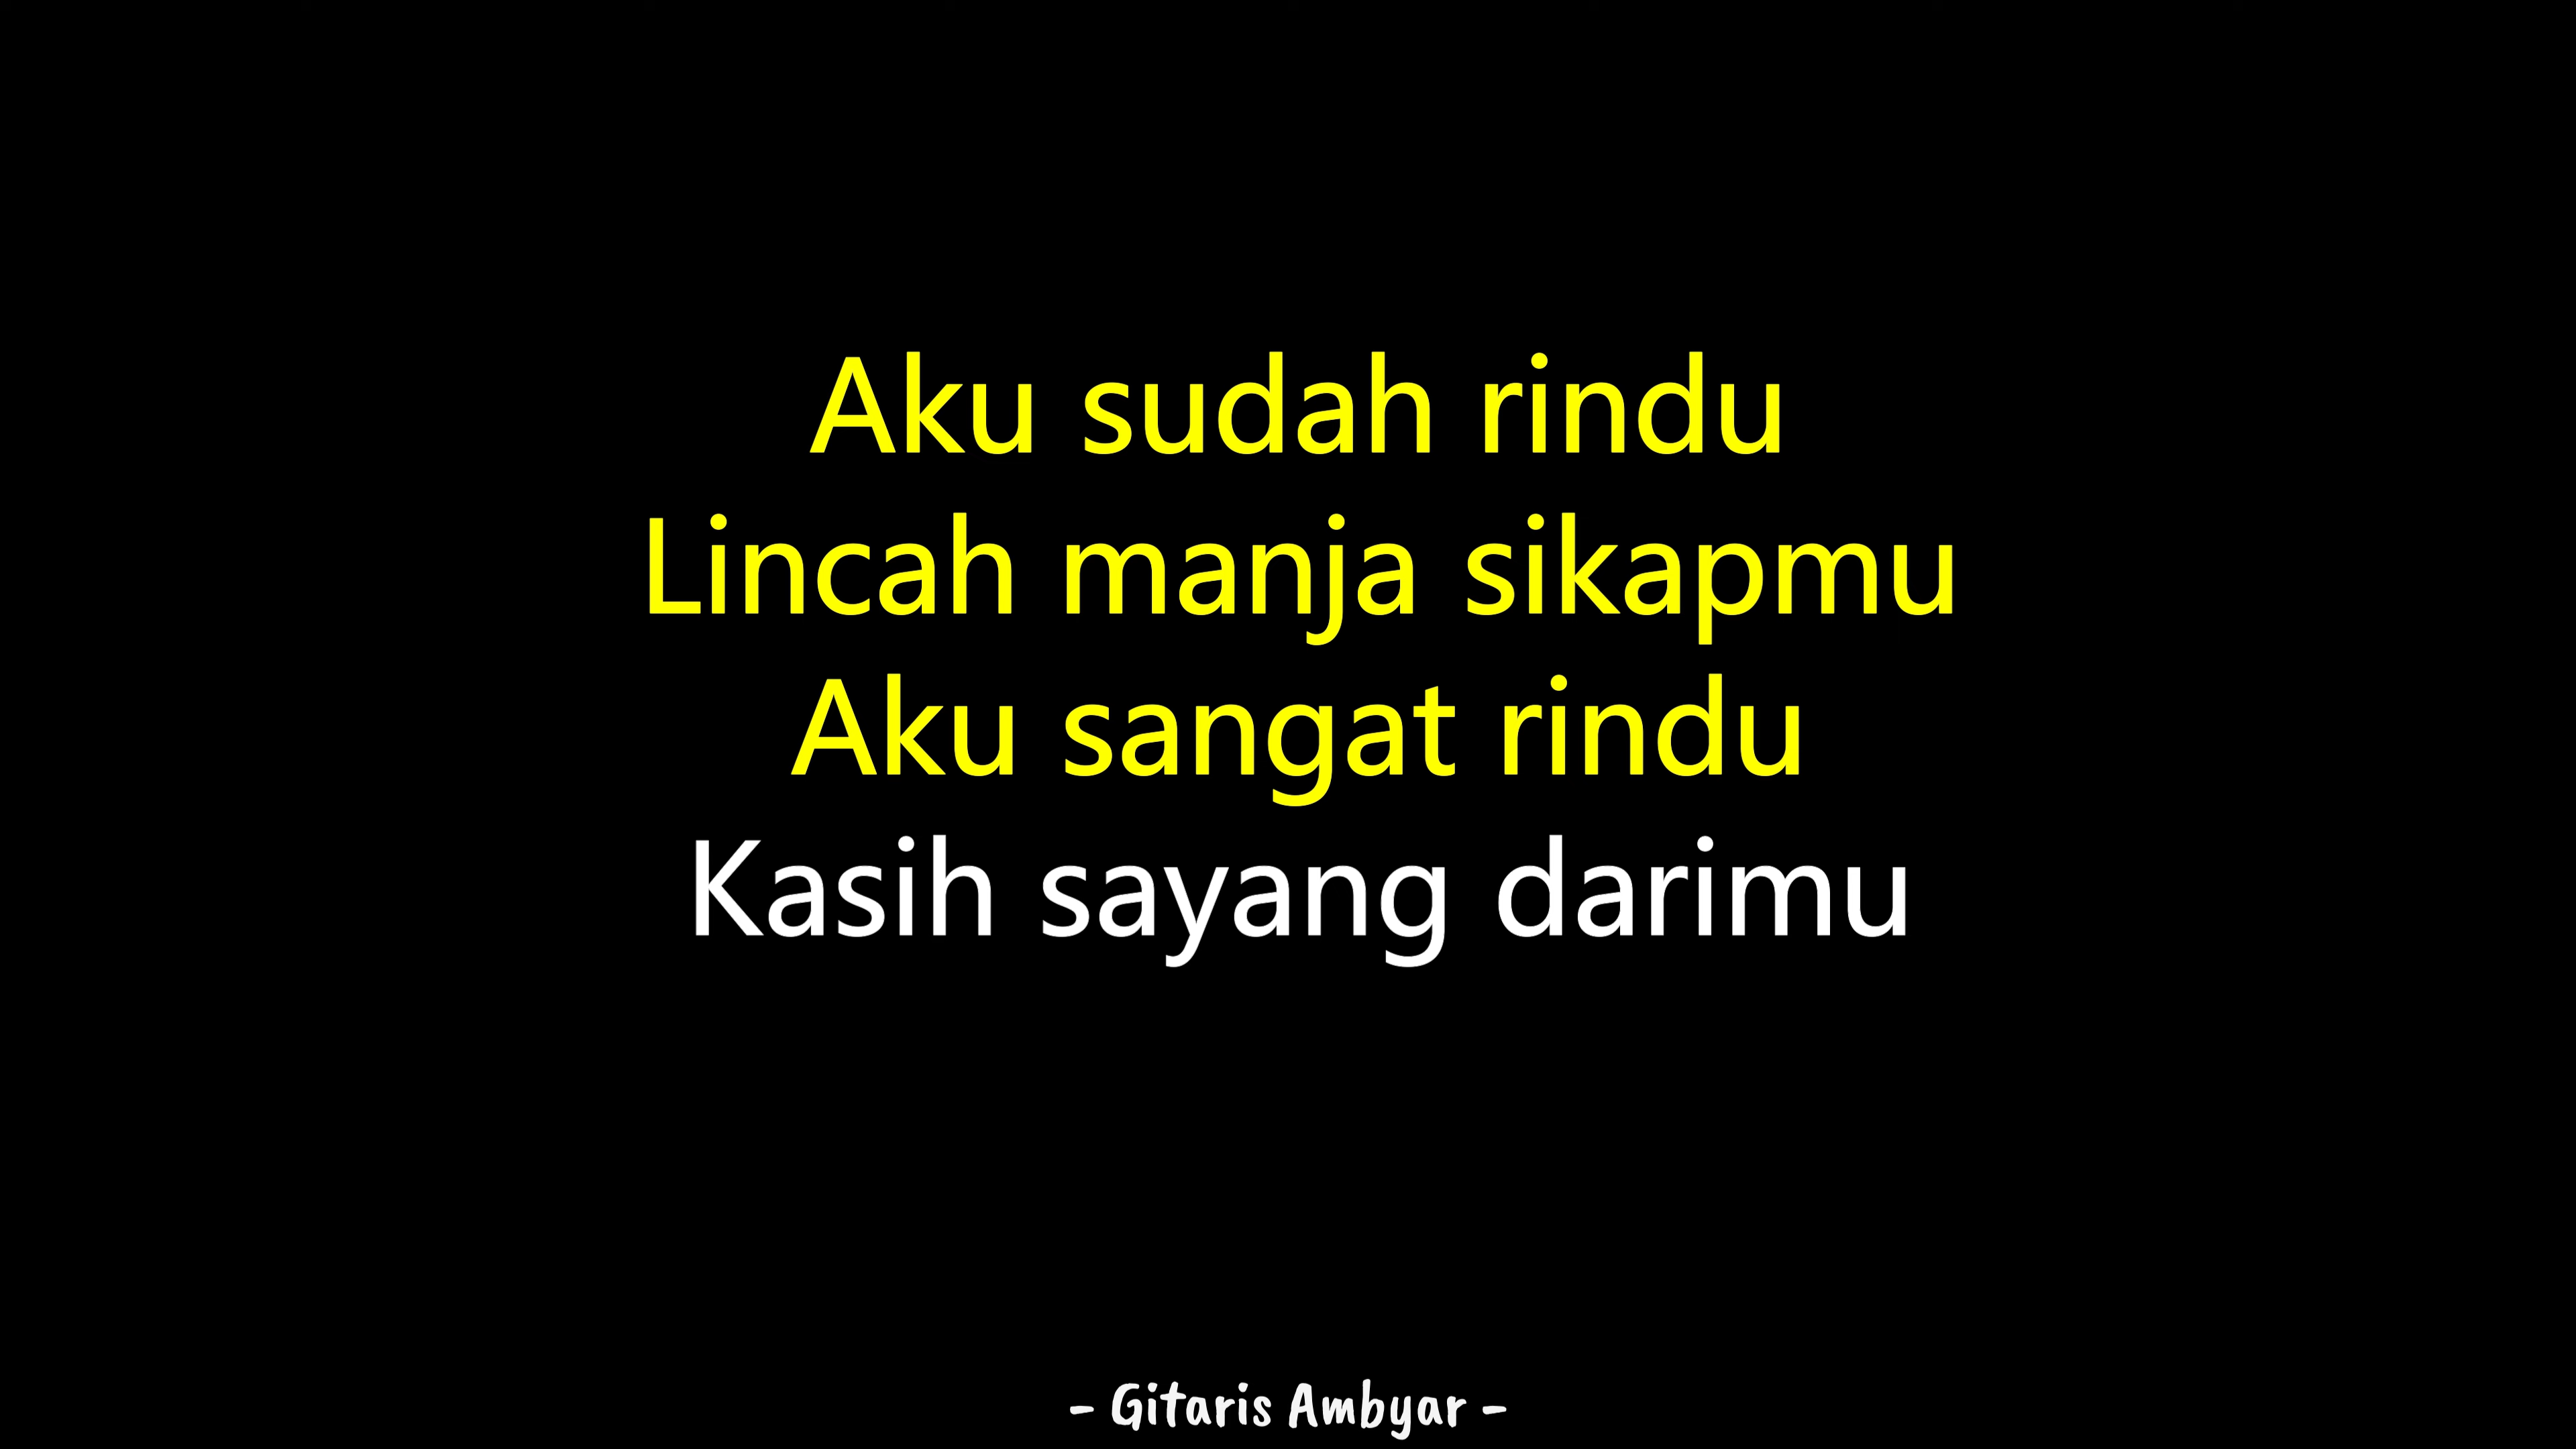 Aku sudah rindu
Lincah manja sikapmu
Aku sangat rindu
Kasih sayang darimu
- Gitaris Ambyar -